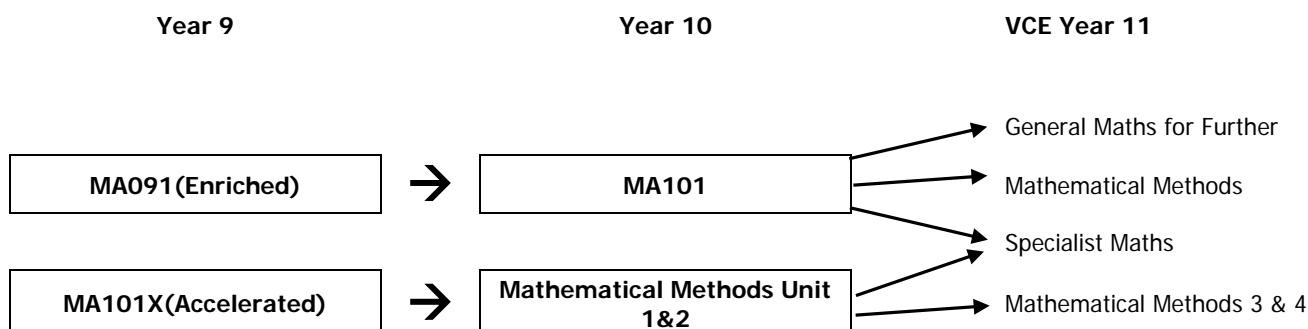 Year 9 Year 10 VCE Year 11
General Maths for Further
MA091(Enriched) → MA101 Mathematical Methods
Specialist Maths
MA101X(Accelerated) → Mathematical Methods Unit
1&2
Mathematical Methods 3 & 4